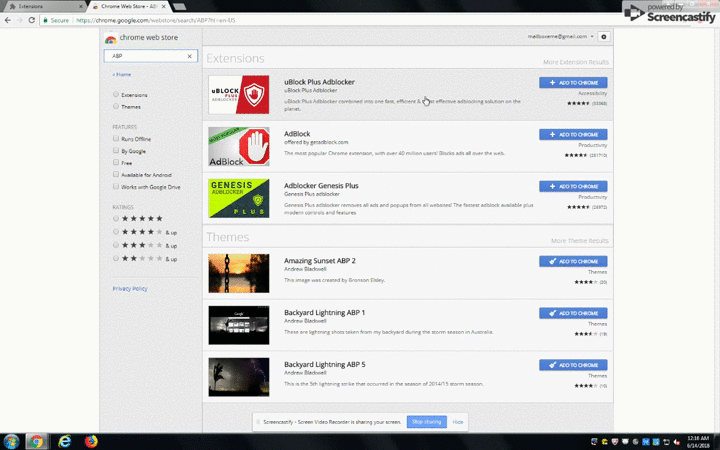 Extensions
Chrome Web Store - ABP
Secure
https://chrome.google.com/webstore/search/ABP?hl=en-US
powered by
Screencastify
chrome web store
ABP
« Home
Extensions
Themes
FEATURES
Runs Offline
By Google
Free
Available for Android
Works with Google Drive
RATINGS
& up
& up
& up
Privacy Policy
Extensions
More Extension Results
uBLOCK
PLUS
ADBLOCKER
uBlock Plus Adblocker
uBlock Plus Adblocker
uBlock Plus Adblocker combined into one fast, efficient & effective adblocking solution on the
planet.
ADD TO CHROME
Accessibility
AdBlock
AdBlock
offered by getadblock.com
The most popular Chrome extension, with over 40 million users! Blocks ads all over the web.
ADD TO CHROME
Productivity
GENESIS
ADBLOCKER
PLUS
Adblocker Genesis Plus
Genesis Plus adblocker
Genesis Plus adblocker removes all ads and popups from all websites! The fastest adblock available plus
modern controls and features
ADD TO CHROME
Productivity
Themes
More Theme Results
Amazing Sunset ABP 2
Andrew Blackwell
This image was created by Bronson Elsley.
ADD TO CHROME
Themes
Backyard Lightning ABP 1
Andrew Blackwell
These are lightning shots taken from my backyard during the storm season in Australia.
ADD TO CHROME
Themes
Backyard Lightning ABP 5
Andrew Blackwell
This is the 5th lightning strike that occurred in the season of 2014/15 storm season.
ADD TO CHROME
Themes
Screencastify - Screen Video Recorder is sharing your screen.
Stop sharing
Hide
12:16 AM
6/14/2018